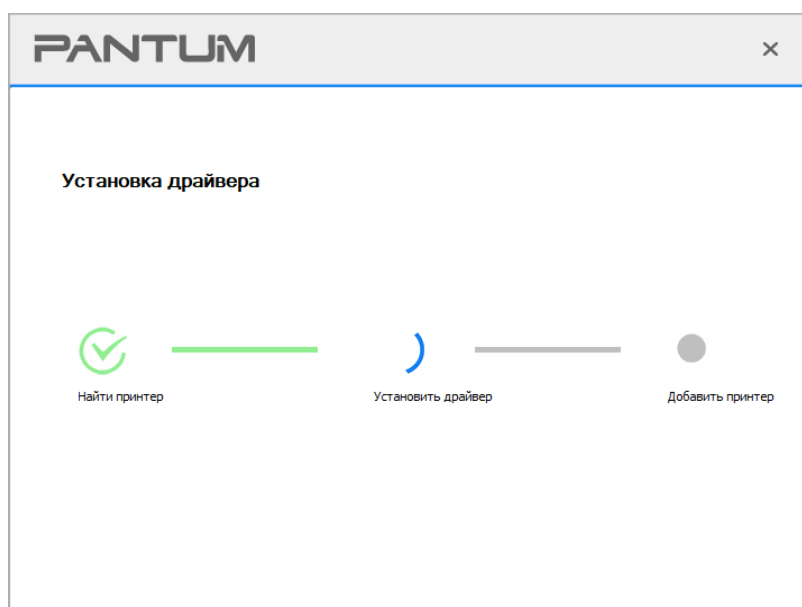 PANTUM
Установка драйвера
Найти принтер
Установить драйвер
Добавить принтер